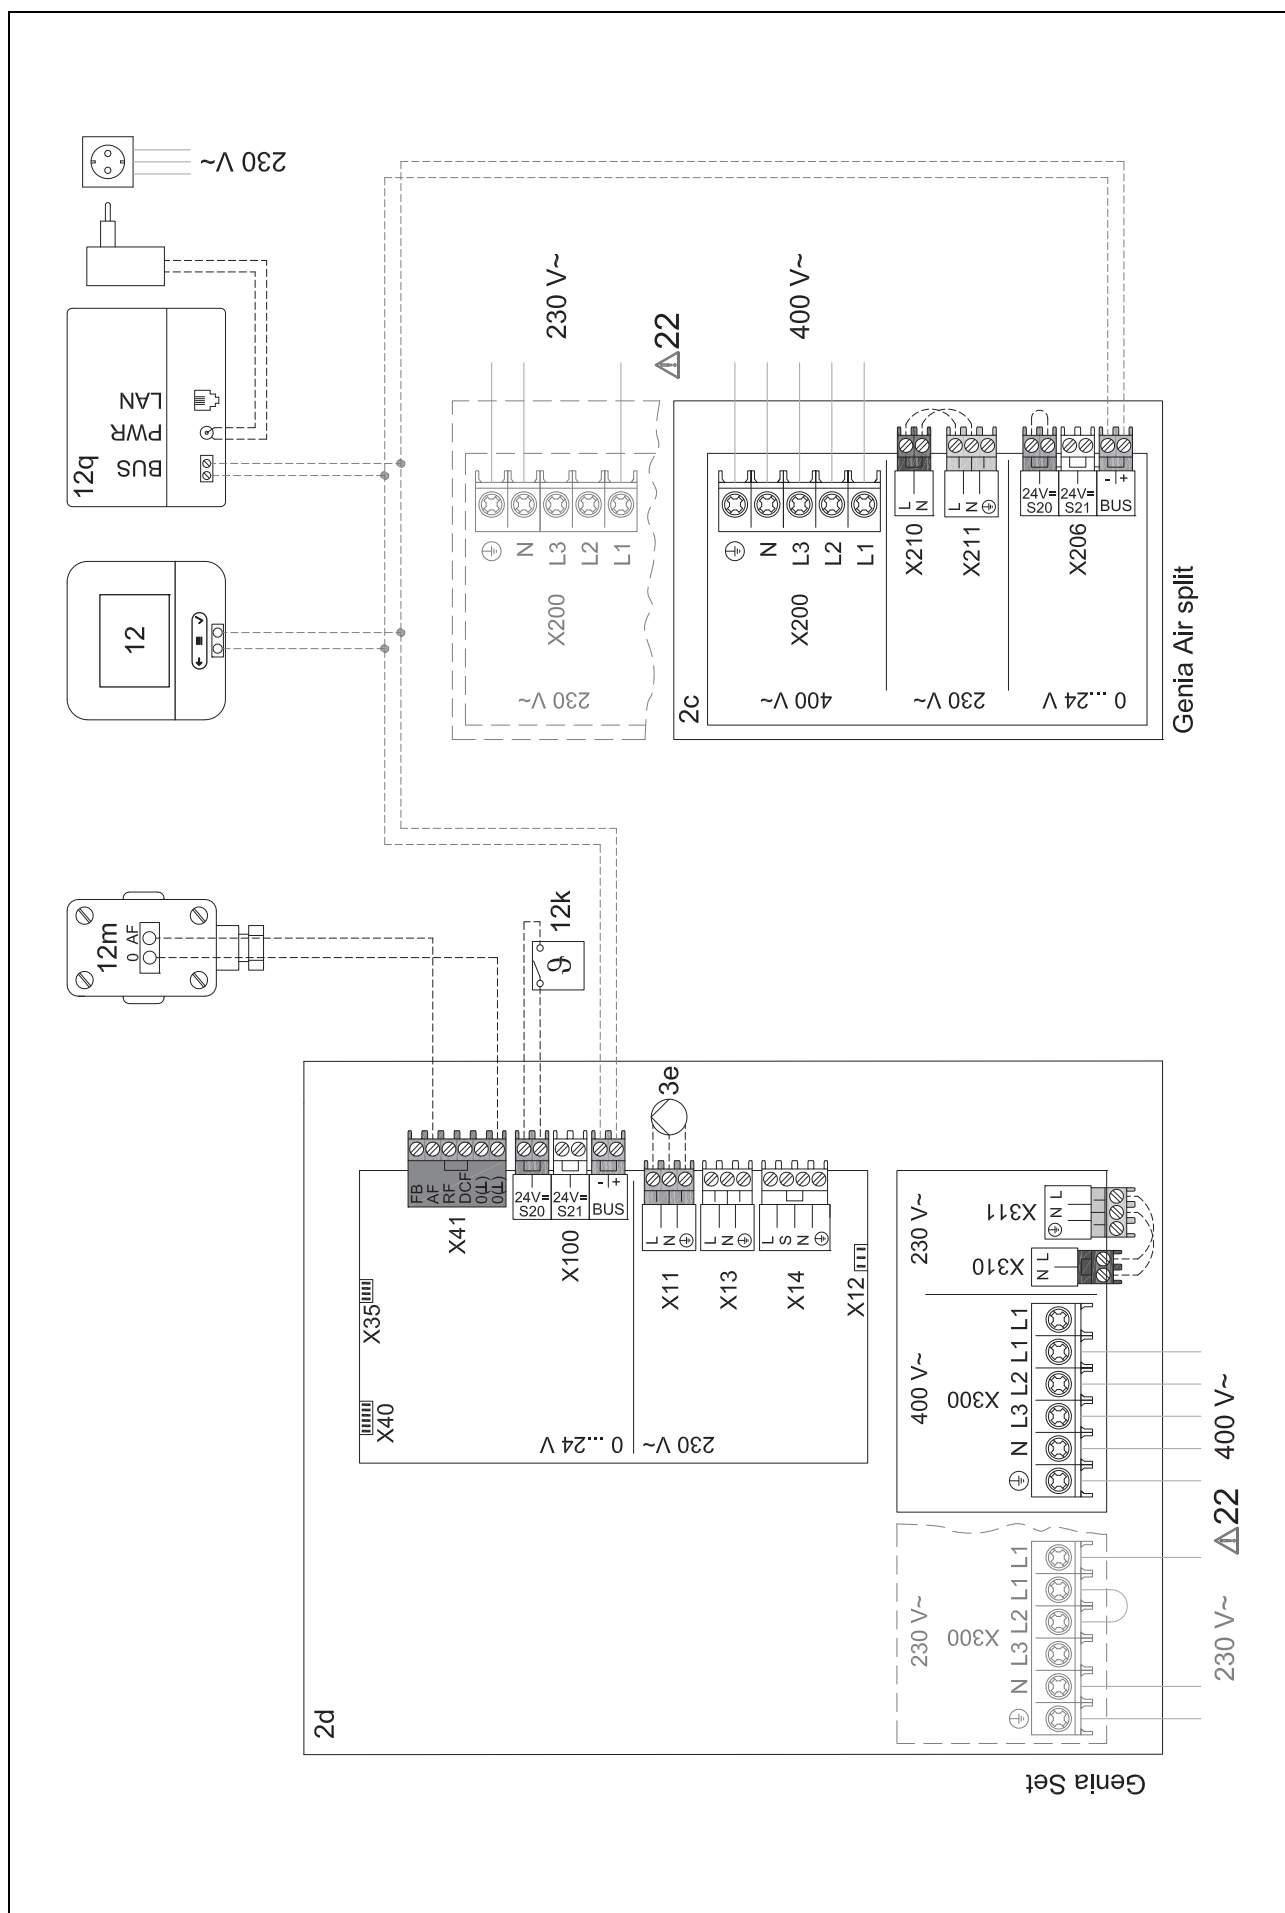 230 V~
LAN
PWR
BUS
12q
12
230 V~
⚠22
400 V~
N
L3
L2
L1
X200
230 V~
2c
N
L3
L2
L1
X200
400 V~
L
N
X210
L
N
X211
230 V~
24V=
S20
24V=
S21
- +
BUS
X206
0...24 V
Genia Air split
12m
0 AF
12k
ϑ
3e
FB
AF
RF
DCF
0(⊥)
0(⊥)
X41
24V=
S20
24V=
S21
- +
BUS
X100
L
N
X11
L
N
X13
L
S
N
X14
X12
X35
X40
0...24 V
230 V~
230 V~
N L
X311
N L
X310
400 V~
X300
N L3 L2 L1 L1
400 V~
⚠22
230 V~
X300
N L3 L2 L1 L1
230 V~
2d
Genia Set